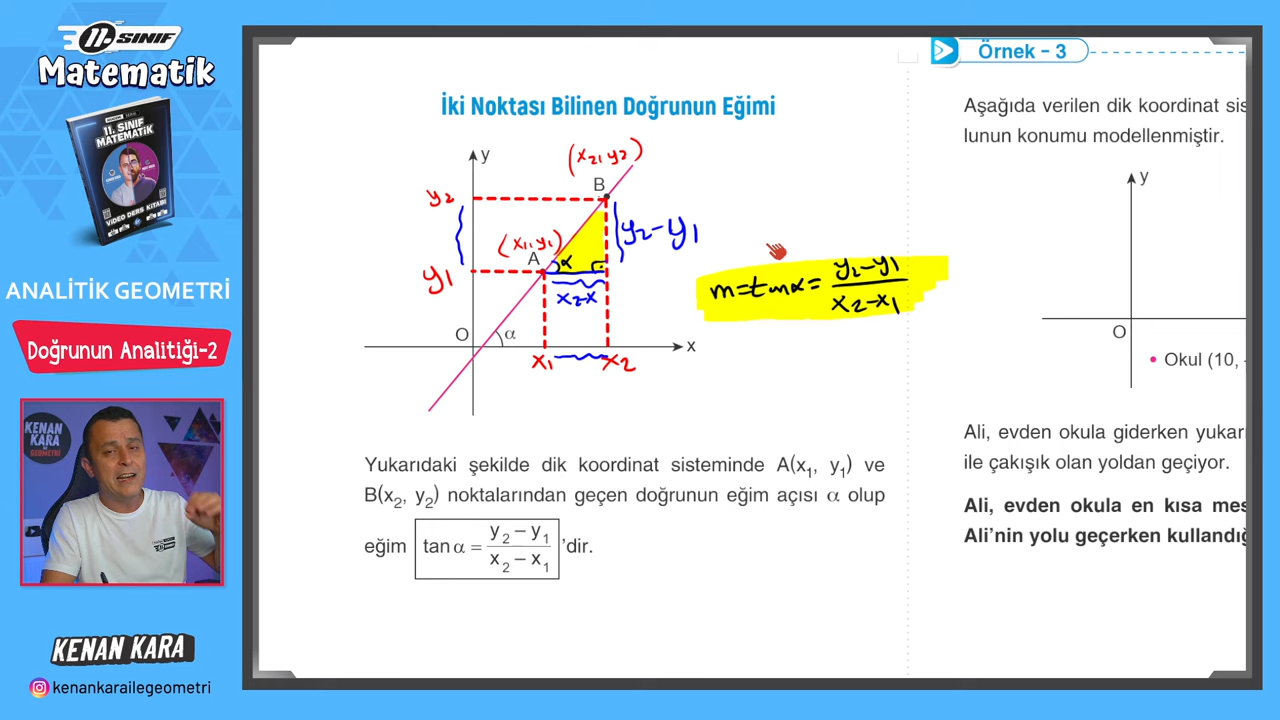 11. SINIF
Matematik
11. SINIF
MATEMATİK
VİDEO DERS KİTABI
ANALİTİK GEOMETRİ
Doğrunun Analitiği-2
KENAN
KARA
GEOMETRİ
KENAN KARA
kenankarailegeometri
İki Noktası Bilinen Doğrunun Eğimi
y
(x2, y2)
B
y2
y2-y1
(x1, y1)
A
α
y1
x2-x
m=tanα= y2-y1 / x2-x1
O
α
x
x1
x2
Yukarıdaki şekilde dik koordinat sisteminde A(x1, y1) ve
B(x2, y2) noktalarından geçen doğrunun eğim açısı α olup
eğim tan α = y2 – y1 / x2 – x1 'dir.
Örnek - 3
Aşağıda verilen dik koordinat sis
lunun konumu modellenmiştir.
y
O
Okul (10,
Ali, evden okula giderken yukarı
ile çakışık olan yoldan geçiyor.
Ali, evden okula en kısa mes
Ali'nin yolu geçerken kullandığ